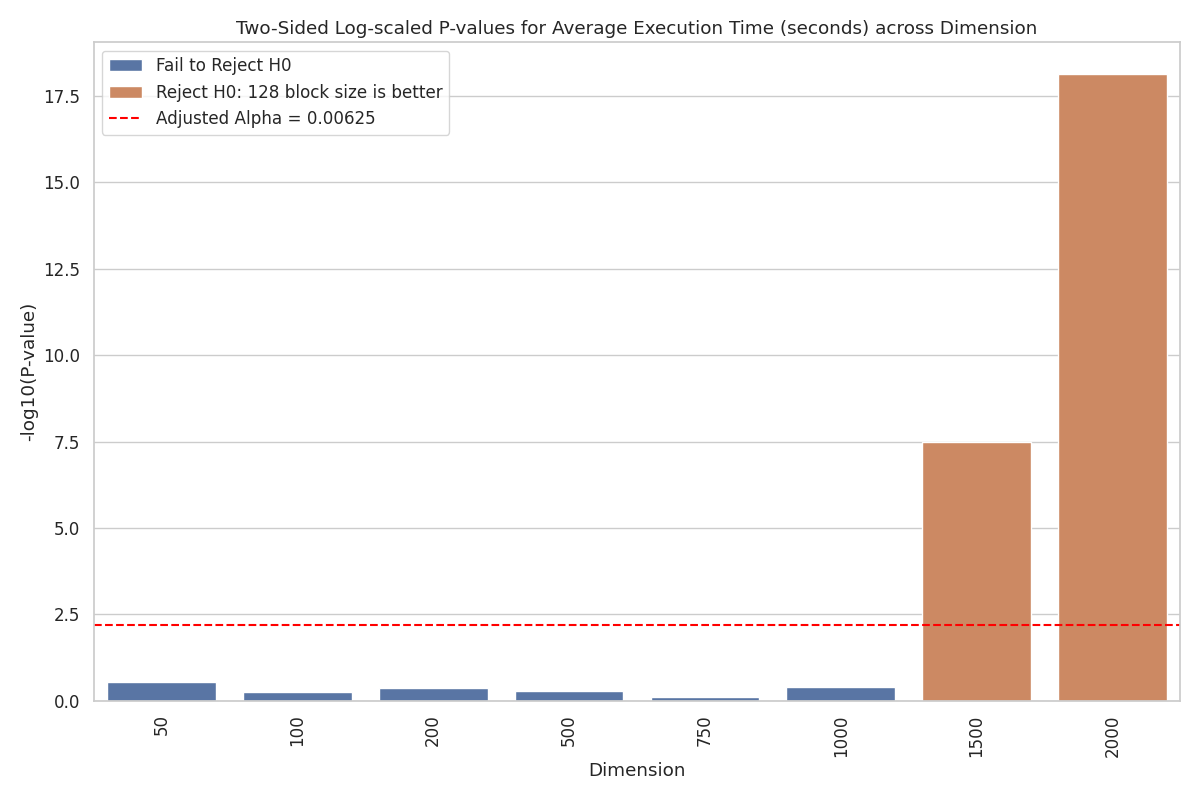 Two-Sided Log-scaled P-values for Average Execution Time (seconds) across Dimension
Fail to Reject H0
Reject H0: 128 block size is better
Adjusted Alpha = 0.00625
-log10(P-value)
17.5
15.0
12.5
10.0
7.5
5.0
2.5
0.0
50
100
200
500
750
1000
1500
2000
Dimension